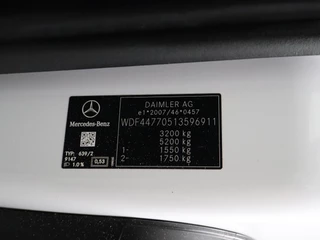 DAIMLER AG
e1*2007/46*0457
WDF44770513596911
3200 kg
5200 kg
1- 1550 kg
2- 1750 kg
Mercedes-Benz
TYP: 639/2
9147
1.0 %
0,53